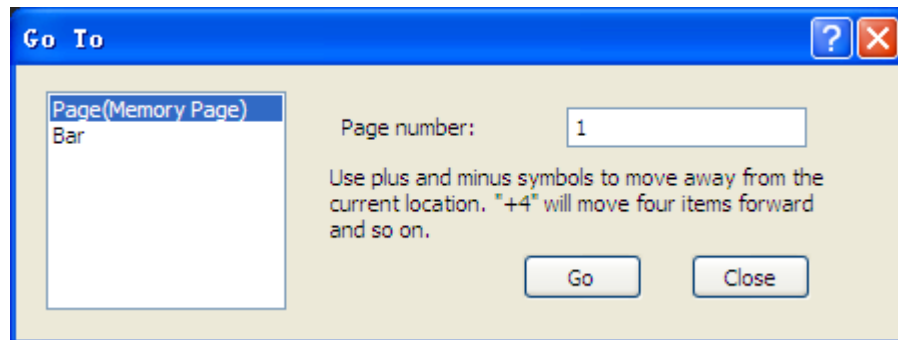 Go To
Page(Memory Page)
Bar
Page number:
1
Use plus and minus symbols to move away from the
current location. "+4" will move four items forward
and so on.
Go
Close